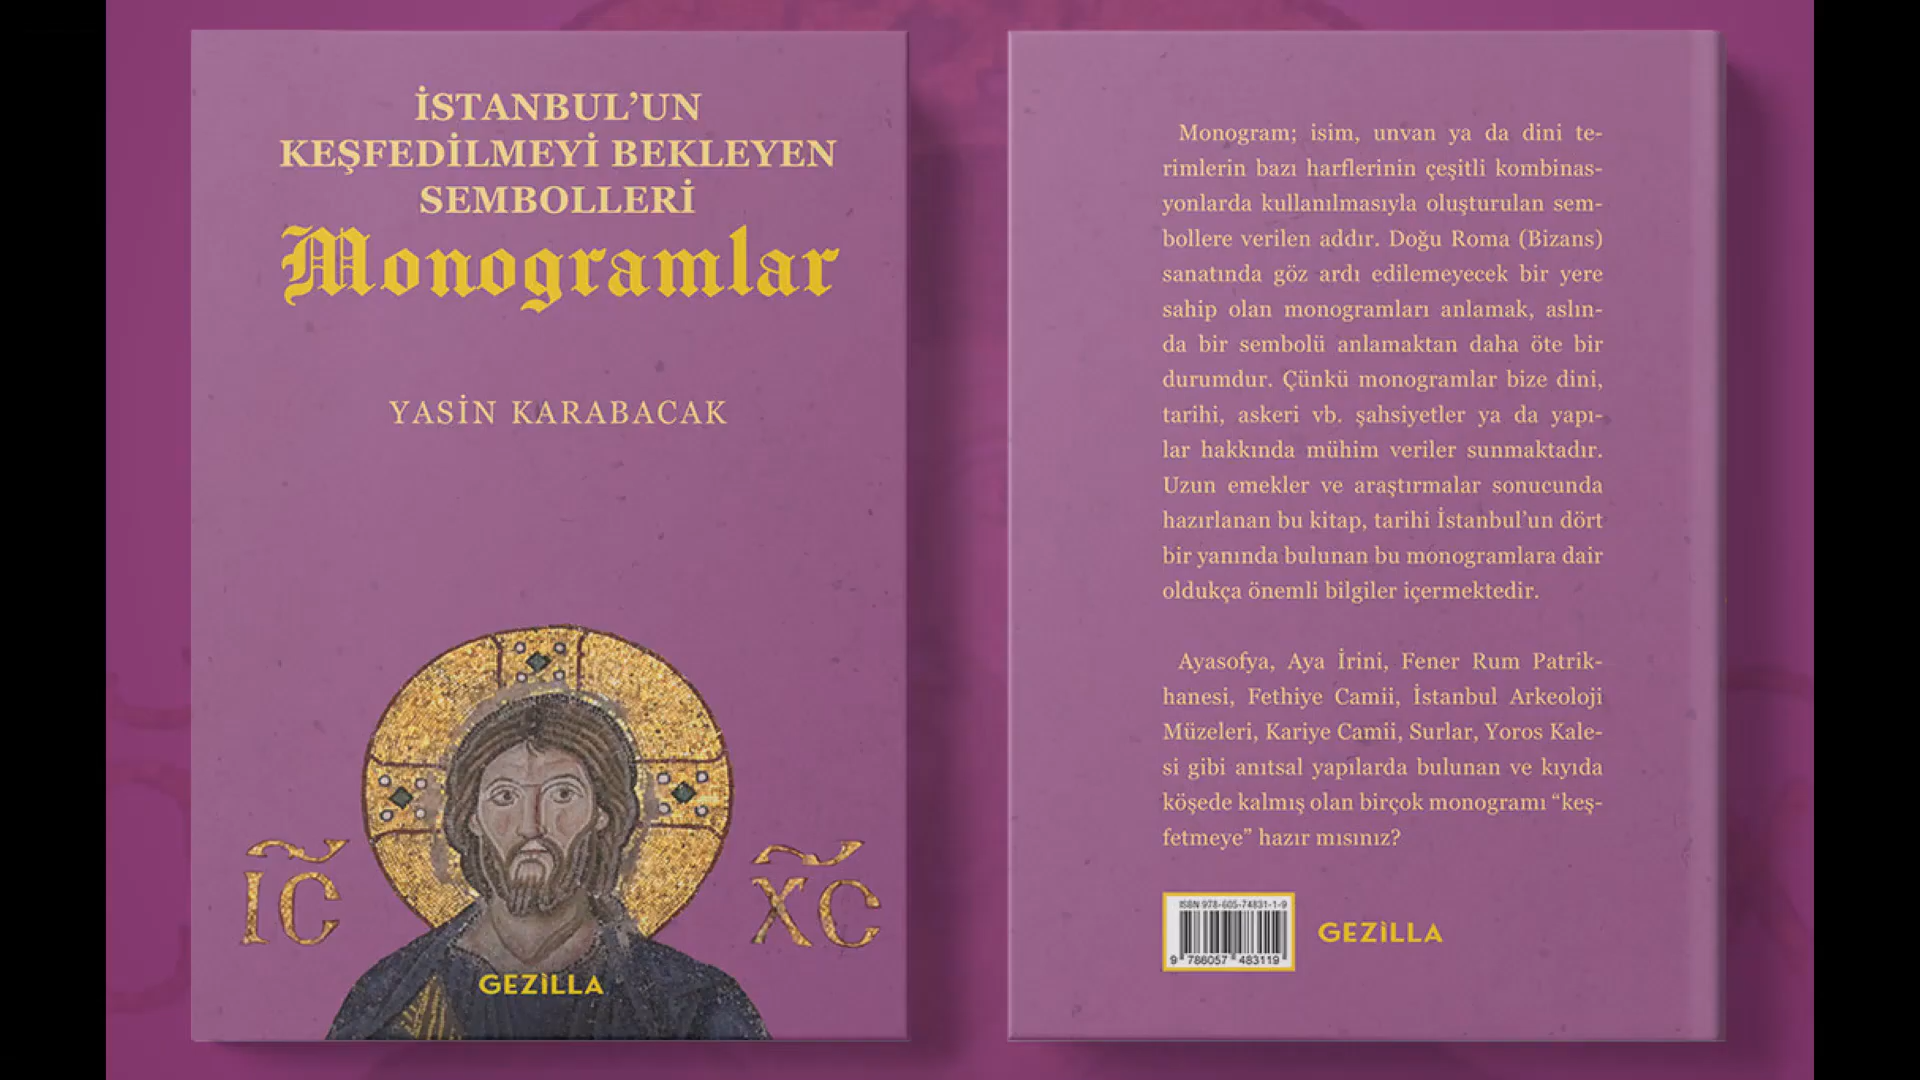 İSTANBUL’UN
KEŞFEDİLMEYİ BEKLEYEN
SEMBOLLERİ
Monogramlar
YASİN KARABACAK
IC
XC
GEZİLLA
Monogram; isim, unvan ya da dini te-
rimlerin bazı harflerinin çeşitli kombinas-
yonlarda kullanılmasıyla oluşturulan sem-
bollere verilen addır. Doğu Roma (Bizans)
sanatında göz ardı edilemeyecek bir yere
sahip olan monogramları anlamak, aslın-
da bir sembolü anlamaktan daha öte bir
durumdur. Çünkü monogramlar bize dini,
tarihi, askeri vb. şahsiyetler ya da yapı-
lar hakkında mühim veriler sunmaktadır.
Uzun emekler ve araştırmalar sonucunda
hazırlanan bu kitap, tarihi İstanbul’un dört
bir yanında bulunan bu monogramlara dair
oldukça önemli bilgiler içermektedir.
Ayasofya, Aya İrini, Fener Rum Patrik-
hanesi, Fethiye Camii, İstanbul Arkeoloji
Müzeleri, Kariye Camii, Surlar, Yoros Kale-
si gibi anıtsal yapılarda bulunan ve kıyıda
köşede kalmış olan birçok monogramı “keş-
fetmeye” hazır mısınız?
ISBN 978-605-74831-1-9
9 786057 483119
GEZİLLA